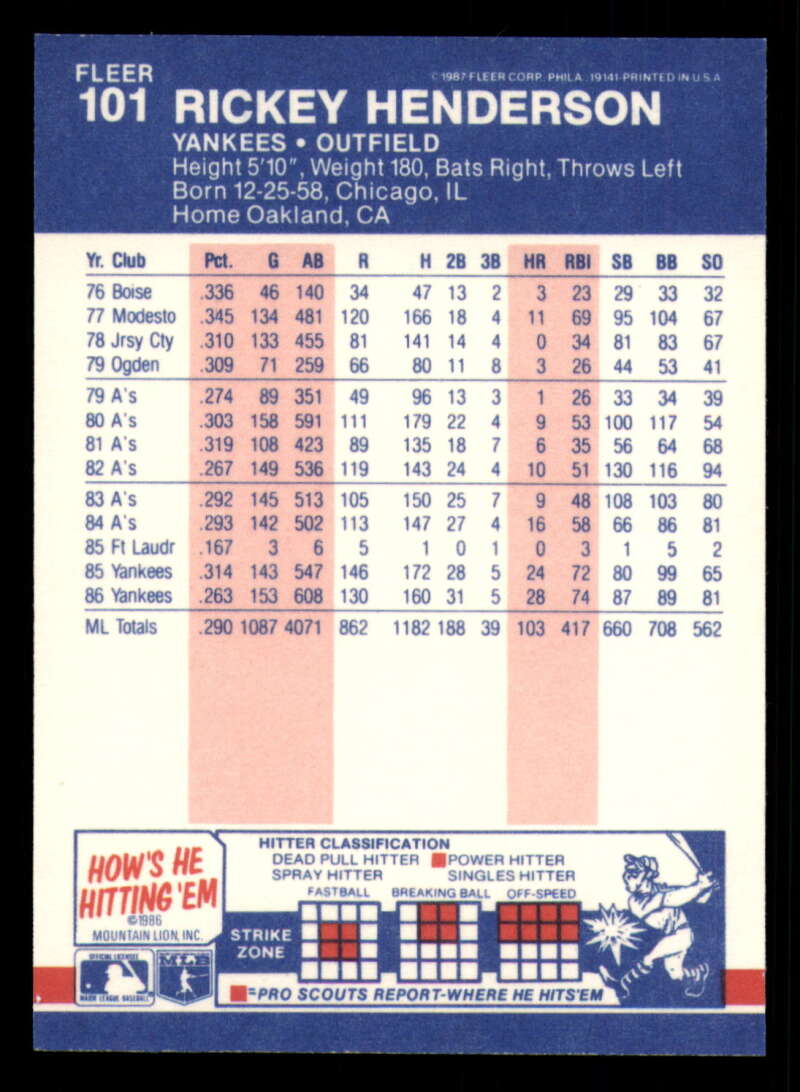 FLEER
© 1987 FLEER CORP. PHILA. 19141-PRINTED IN U.S.A
101 RICKEY HENDERSON
YANKEES • OUTFIELD
Height 5'10", Weight 180, Bats Right, Throws Left
Born 12-25-58, Chicago, IL
Home Oakland, CA
Yr. Club Pct. G AB R H 2B 3B HR RBI SB BB SO
76 Boise .336 46 140 34 47 13 2 3 23 29 33 32
77 Modesto .345 134 481 120 166 18 4 11 69 95 104 67
78 Jrsy Cty .310 133 455 81 141 14 4 0 34 81 83 67
79 Ogden .309 71 259 66 80 11 8 3 26 44 53 41
79 A's .274 89 351 49 96 13 3 1 26 33 34 39
80 A's .303 158 591 111 179 22 4 9 53 100 117 54
81 A's .319 108 423 89 135 18 7 6 35 56 64 68
82 A's .267 149 536 119 143 24 4 10 51 130 116 94
83 A's .292 145 513 105 150 25 7 9 48 108 103 80
84 A's .293 142 502 113 147 27 4 16 58 66 86 81
85 Ft Laudr .167 3 6 5 1 0 1 0 3 1 5 2
85 Yankees .314 143 547 146 172 28 5 24 72 80 99 65
86 Yankees .263 153 608 130 160 31 5 28 74 87 89 81
ML Totals .290 1087 4071 862 1182 188 39 103 417 660 708 562
HOW'S HE
HITTING 'EM
©1986
MOUNTAIN LION, INC.
OFFICIAL LICENSEE
MAJOR LEAGUE BASEBALL
MLB
HITTER CLASSIFICATION
DEAD PULL HITTER POWER HITTER
SPRAY HITTER SINGLES HITTER
FASTBALL BREAKING BALL OFF-SPEED
STRIKE
ZONE
=PRO SCOUTS REPORT-WHERE HE HITS'EM